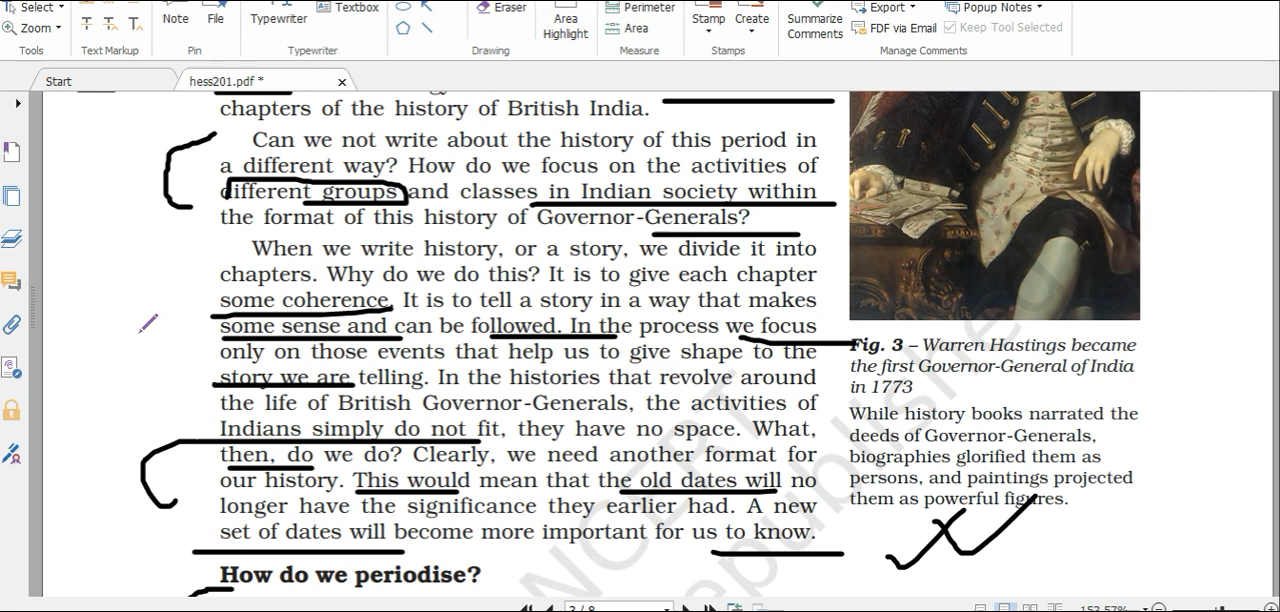 Select
Zoom
Tools
Text Markup
Note
File
Pin
Typewriter
Textbox
Typewriter
Eraser
Drawing
Area
Highlight
Perimeter
Area
Measure
Stamp
Create
Stamps
Summarize
Comments
Export
Popup Notes
FDF via Email
Keep Tool Selected
Manage Comments
Start
hess201.pdf *
chapters of the history of British India.
Can we not write about the history of this period in
a different way? How do we focus on the activities of
different groups and classes in Indian society within
the format of this history of Governor-Generals?
When we write history, or a story, we divide it into
chapters. Why do we do this? It is to give each chapter
some coherence. It is to tell a story in a way that makes
some sense and can be followed. In the process we focus
only on those events that help us to give shape to the
story we are telling. In the histories that revolve around
the life of British Governor-Generals, the activities of
Indians simply do not fit, they have no space. What,
then, do we do? Clearly, we need another format for
our history. This would mean that the old dates will no
longer have the significance they earlier had. A new
set of dates will become more important for us to know.
How do we periodise?
Fig. 3 – Warren Hastings became
the first Governor-General of India
in 1773
While history books narrated the
deeds of Governor-Generals,
biographies glorified them as
persons, and paintings projected
them as powerful figures.
NCERT
republished
3 / 8
153.57%